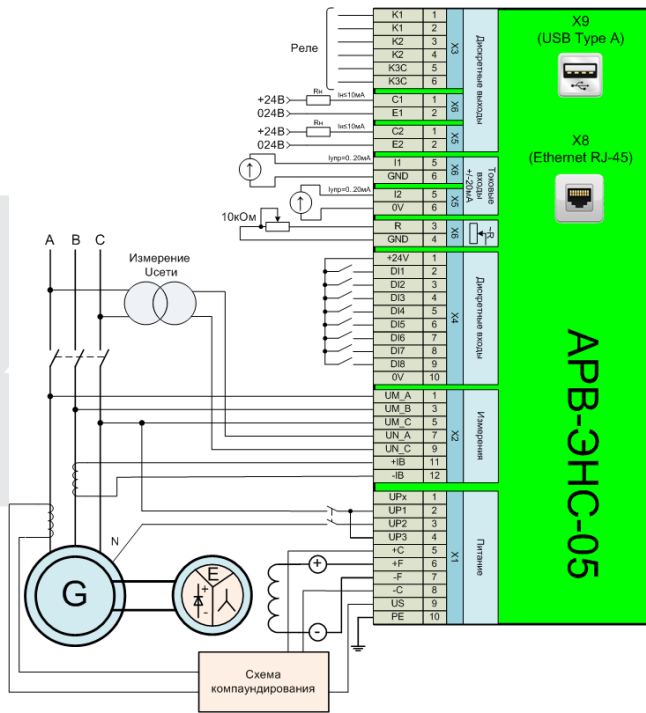 K1 1
K1 2
K2 3
K2 4
K3C 5
K3C 6
X3
Реле
Дискретные выходы
+24В Rн Iн≤10мА C1 1
024В E1 2
X6
+24В Rн Iн≤10мА C2 1
024В E2 2
X5
Iупр=0..20мА I1 5
GND 6
X6
Токовые входы +/-20мА
Iупр=0..20мА I2 5
0V 6
X5
10кОм R 3
GND 4
X6
~R
+24V 1
DI1 2
DI2 3
DI3 4
DI4 5
DI5 6
DI6 7
DI7 8
DI8 9
0V 10
X4
Дискретные входы
A B C
Измерение
Uсети
UM_A 1
UM_B 3
UM_C 5
UN_A 7
UN_C 9
+IB 11
-IB 12
X2
Измерения
UPx 1
UP1 2
UP2 3
UP3 4
+C 5
+F 6
-F 7
-C 8
US 9
PE 10
X1
Питание
N
G
E
+
-
+
-
Схема
компаундирования
X9
(USB Type A)
X8
(Ethernet RJ-45)
АРВ-ЭНС-05